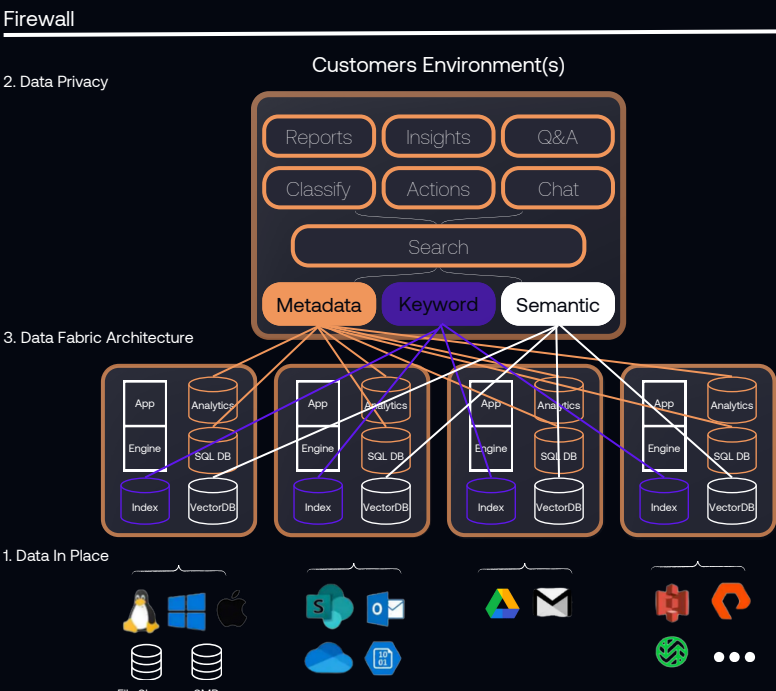 Firewall
Customers Environment(s)
2. Data Privacy
Reports Insights Q&A
Classify Actions Chat
Search
Metadata Keyword Semantic
3. Data Fabric Architecture
App Analytics App Analytics App Analytics App Analytics
Engine SQL DB Engine SQL DB Engine SQL DB Engine SQL DB
Index VectorDB Index VectorDB Index VectorDB Index VectorDB
1. Data In Place
S
O
10
01